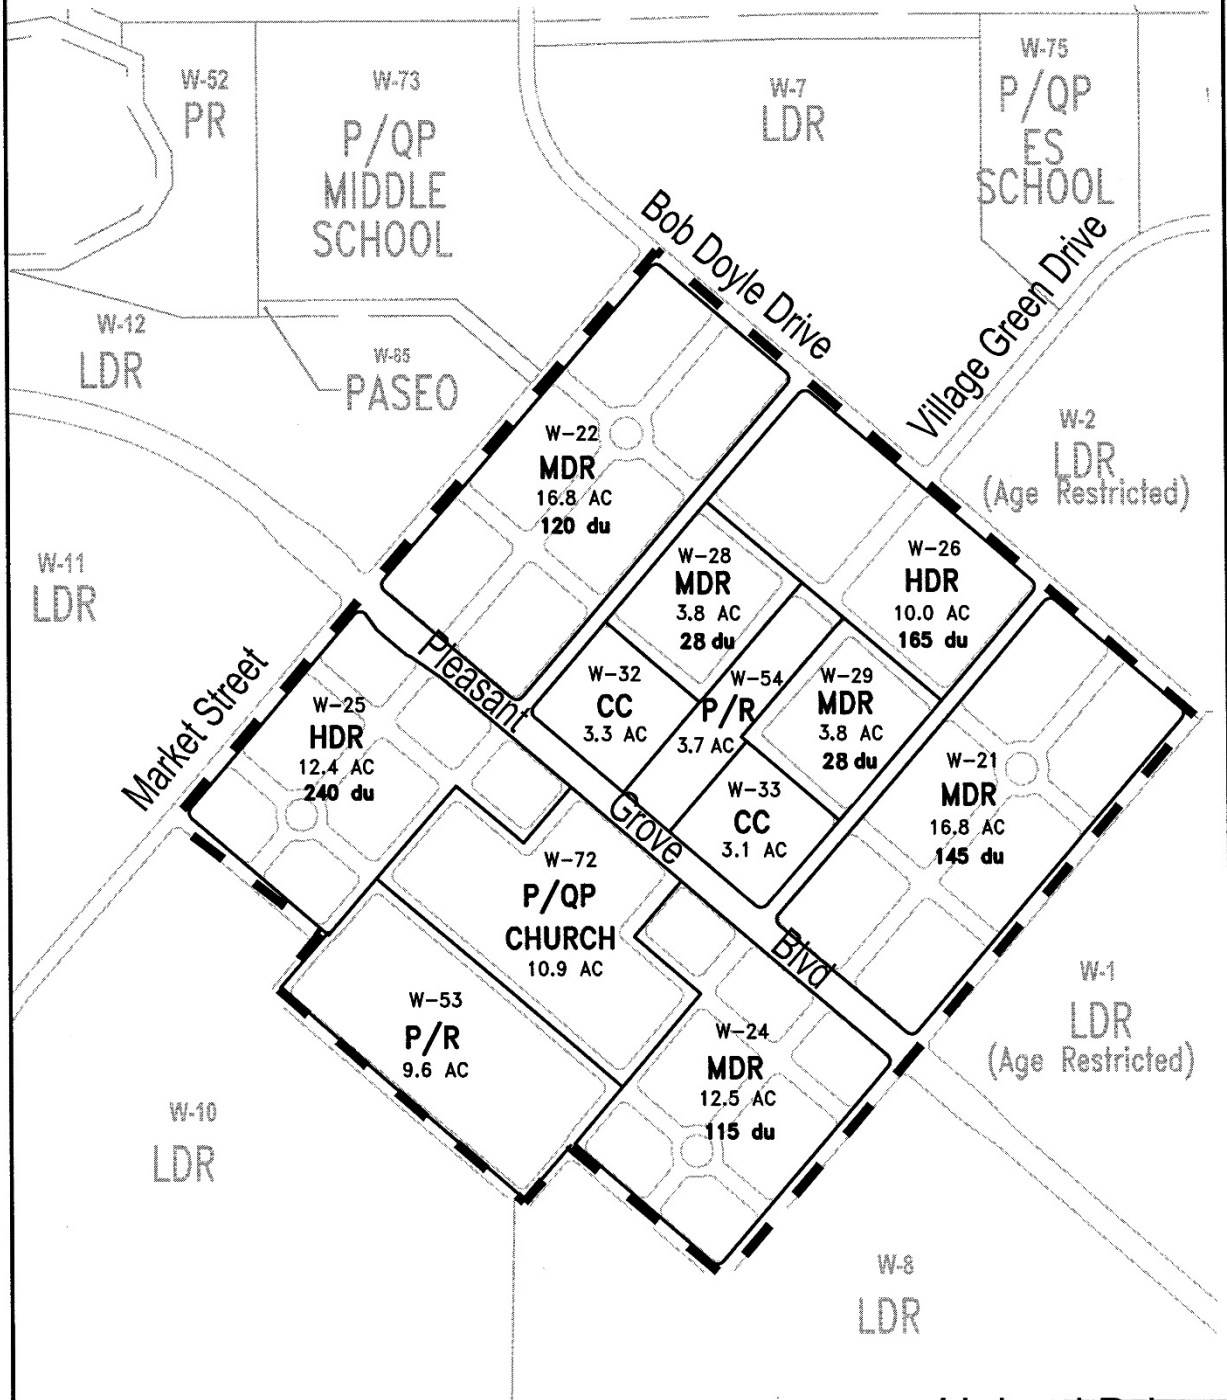 W-52
PR
W-73
P/QP
MIDDLE
SCHOOL
W-7
LDR
W-75
P/QP
ES
SCHOOL
Bob Doyle Drive
Village Green Drive
W-12
LDR
W-65
PASEO
W-2
LDR
(Age Restricted)
W-22
MDR
16.8 AC
120 du
W-11
LDR
W-28
MDR
3.8 AC
28 du
W-26
HDR
10.0 AC
165 du
Market Street
Pleasant Grove Blvd
W-25
HDR
12.4 AC
240 du
W-32
CC
3.3 AC
W-54
P/R
3.7 AC
W-29
MDR
3.8 AC
28 du
W-21
MDR
16.8 AC
145 du
W-33
CC
3.1 AC
W-72
P/QP
CHURCH
10.9 AC
W-53
P/R
9.6 AC
W-24
MDR
12.5 AC
115 du
W-1
LDR
(Age Restricted)
W-10
LDR
W-8
LDR